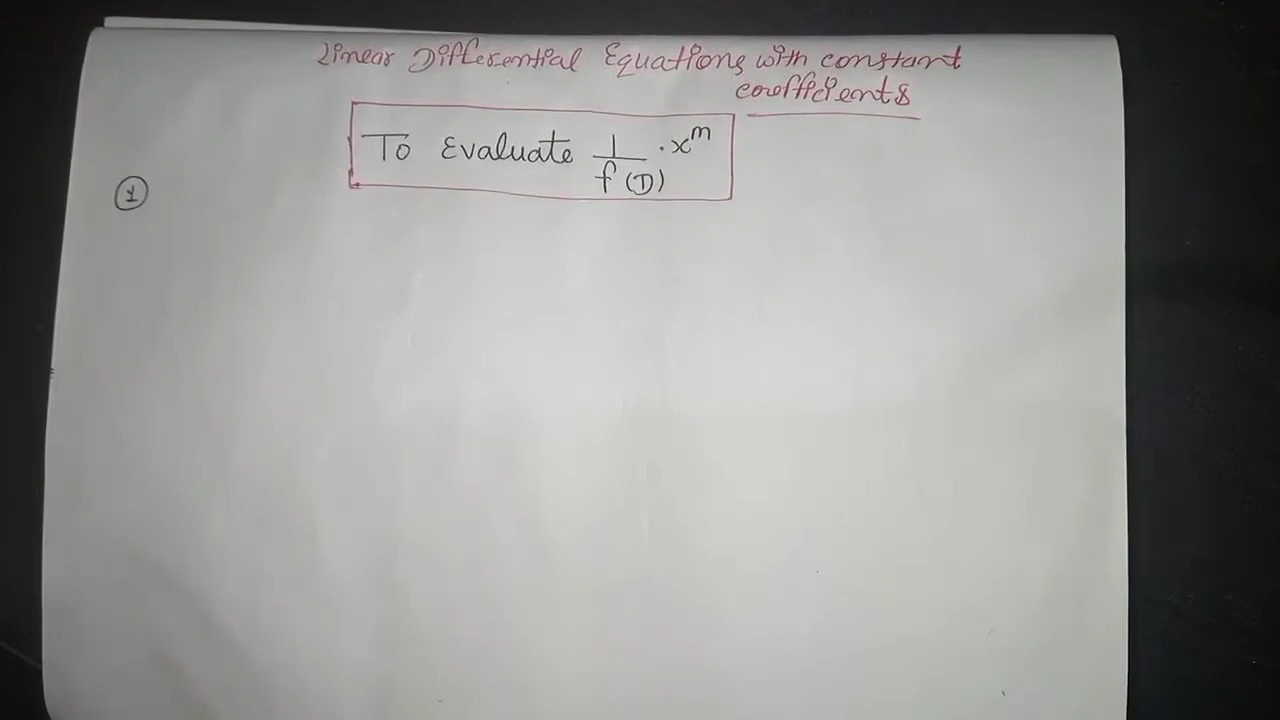 Linear Differential Equations with constant
coefficients
To Evaluate 1/f(D) · x^m
①